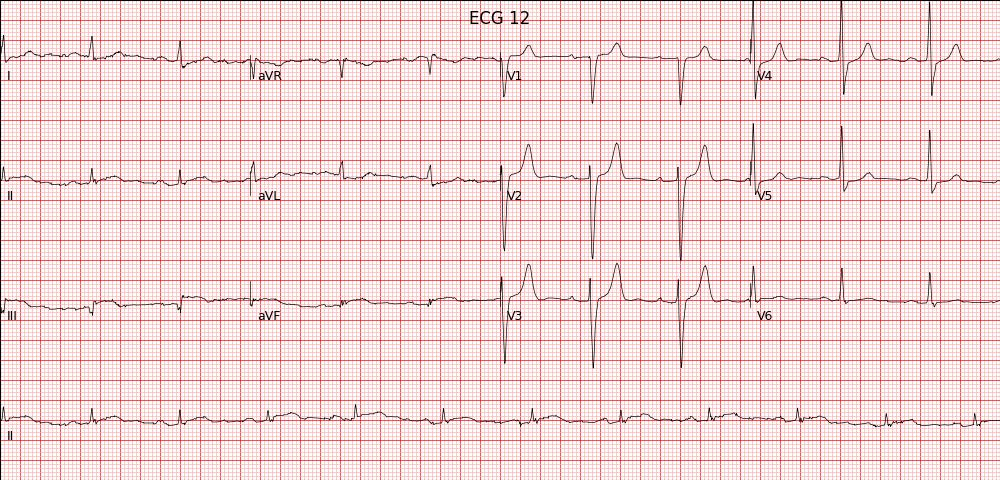 ECG 12
I aVR V1 V4
II aVL V2 V5
III aVF V3 V6
II